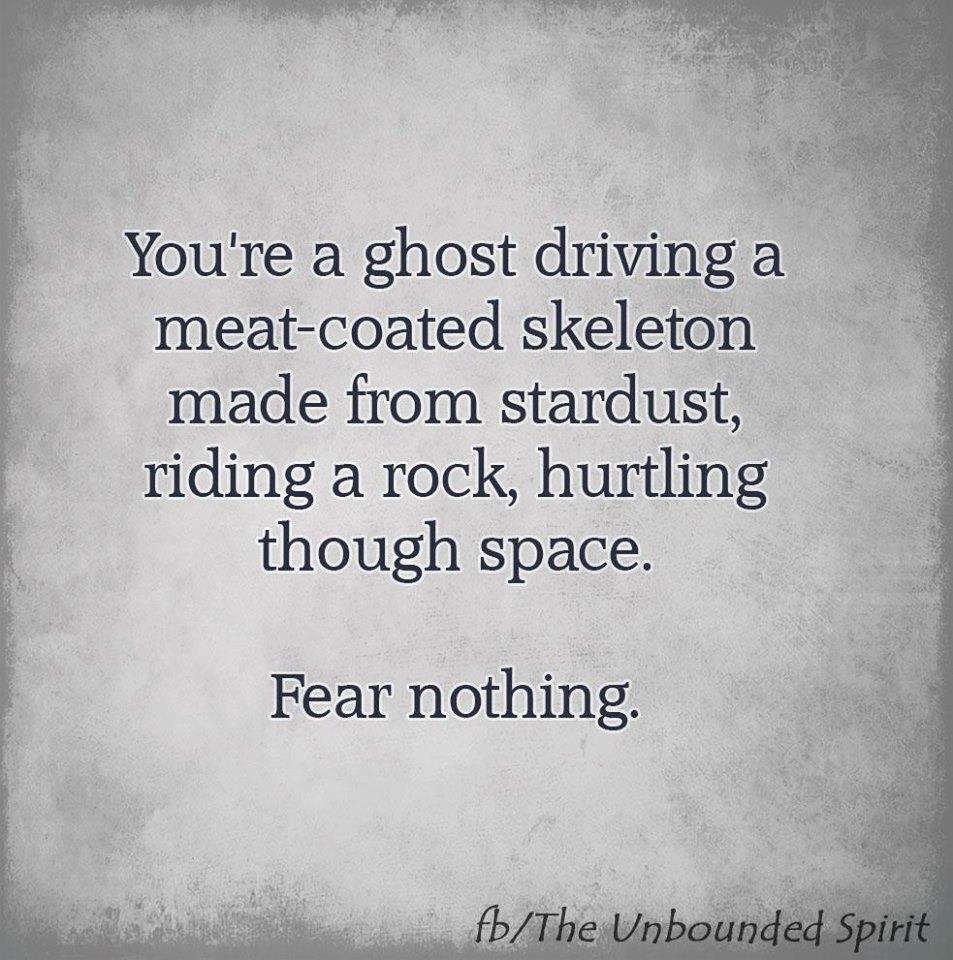 You're a ghost driving a
meat-coated skeleton
made from stardust,
riding a rock, hurtling
though space.
Fear nothing.
fb/The Unbounded Spirit